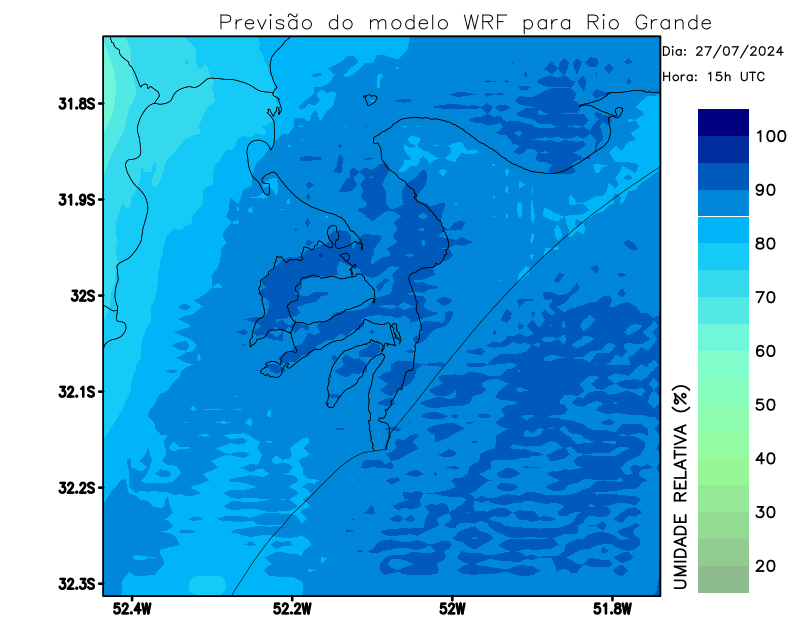 Previsão do modelo WRF para Rio Grande
Dia: 27/07/2024
Hora: 15h UTC
31.8S
31.9S
32S
32.1S
32.2S
32.3S
52.4W
52.2W
52W
51.8W
100
90
80
70
60
50
40
30
20
UMIDADE RELATIVA (%)